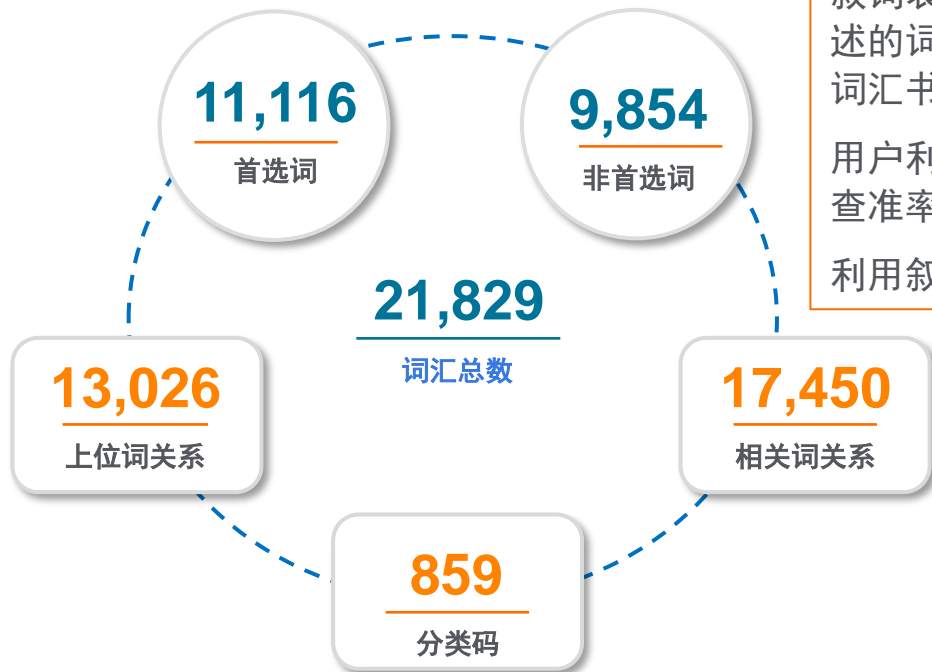 11,116
首选词
9,854
非首选词
21,829
词汇总数
13,026
上位词关系
17,450
相关词关系
859
分类码
述的词
词汇书
用户利
查准率
利用叙